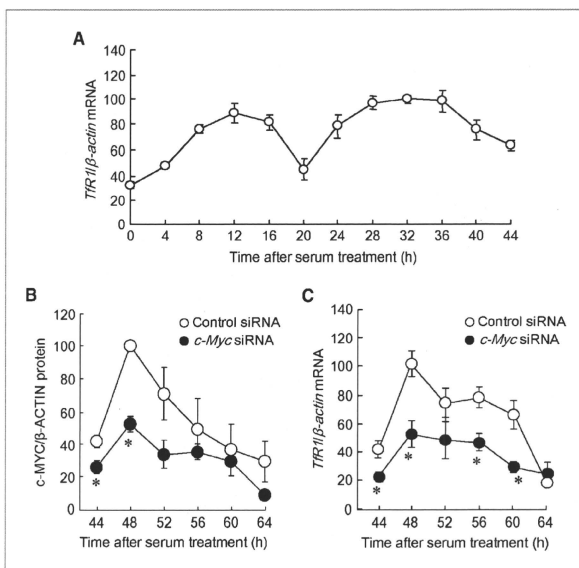 A
TfR1/β-actin mRNA
140
120
100
80
60
40
20
0
0 4 8 12 16 20 24 28 32 36 40 44
Time after serum treatment (h)
B
c-MYC/β-ACTIN protein
120
100
80
60
40
20
0
Control siRNA
c-Myc siRNA
*
*
44 48 52 56 60 64
Time after serum treatment (h)
C
TfR1/β-actin mRNA
140
120
100
80
60
40
20
0
Control siRNA
c-Myc siRNA
*
*
*
*
44 48 52 56 60 64
Time after serum treatment (h)